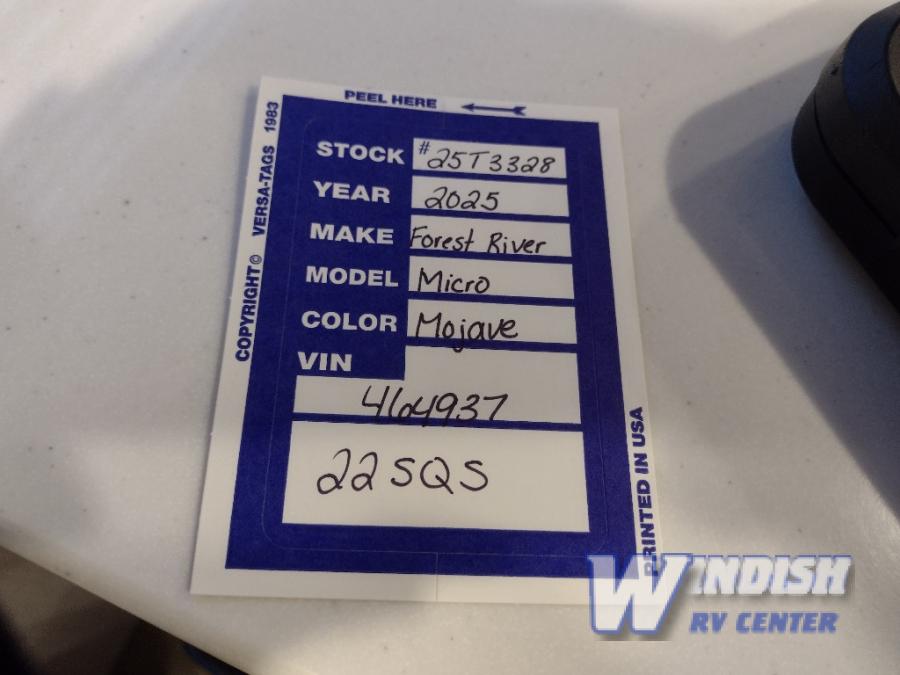 PEEL HERE
COPYRIGHT© VERSA-TAGS 1983
STOCK #25T3328
YEAR 2025
MAKE Forest River
MODEL Micro
COLOR Mojave
VIN
464937
22SQS
PRINTED IN USA
WINDISH
RV CENTER